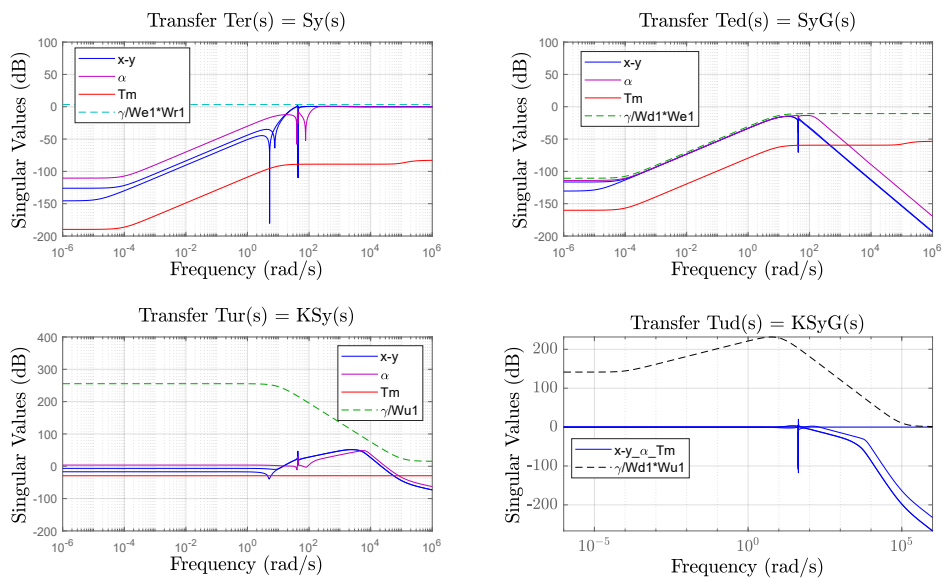 Transfer Ter(s) = Sy(s)
Singular Values (dB)
100
50
0
-50
-100
-150
-200
x-y
α
Tm
γ/We1*Wr1
10^-6
10^-4
10^-2
10^0
10^2
10^4
10^6
Frequency (rad/s)
Transfer Ted(s) = SyG(s)
Singular Values (dB)
100
50
0
-50
-100
-150
-200
x-y
α
Tm
γ/Wd1*We1
10^-6
10^-4
10^-2
10^0
10^2
10^4
10^6
Frequency (rad/s)
Transfer Tur(s) = KSy(s)
Singular Values (dB)
400
300
200
100
0
-100
-200
x-y
α
Tm
γ/Wu1
10^-6
10^-4
10^-2
10^0
10^2
10^4
10^6
Frequency (rad/s)
Transfer Tud(s) = KSyG(s)
Singular Values (dB)
200
100
0
-100
-200
x-y_α_Tm
γ/Wd1*Wu1
10^-5
10^0
10^5
Frequency (rad/s)